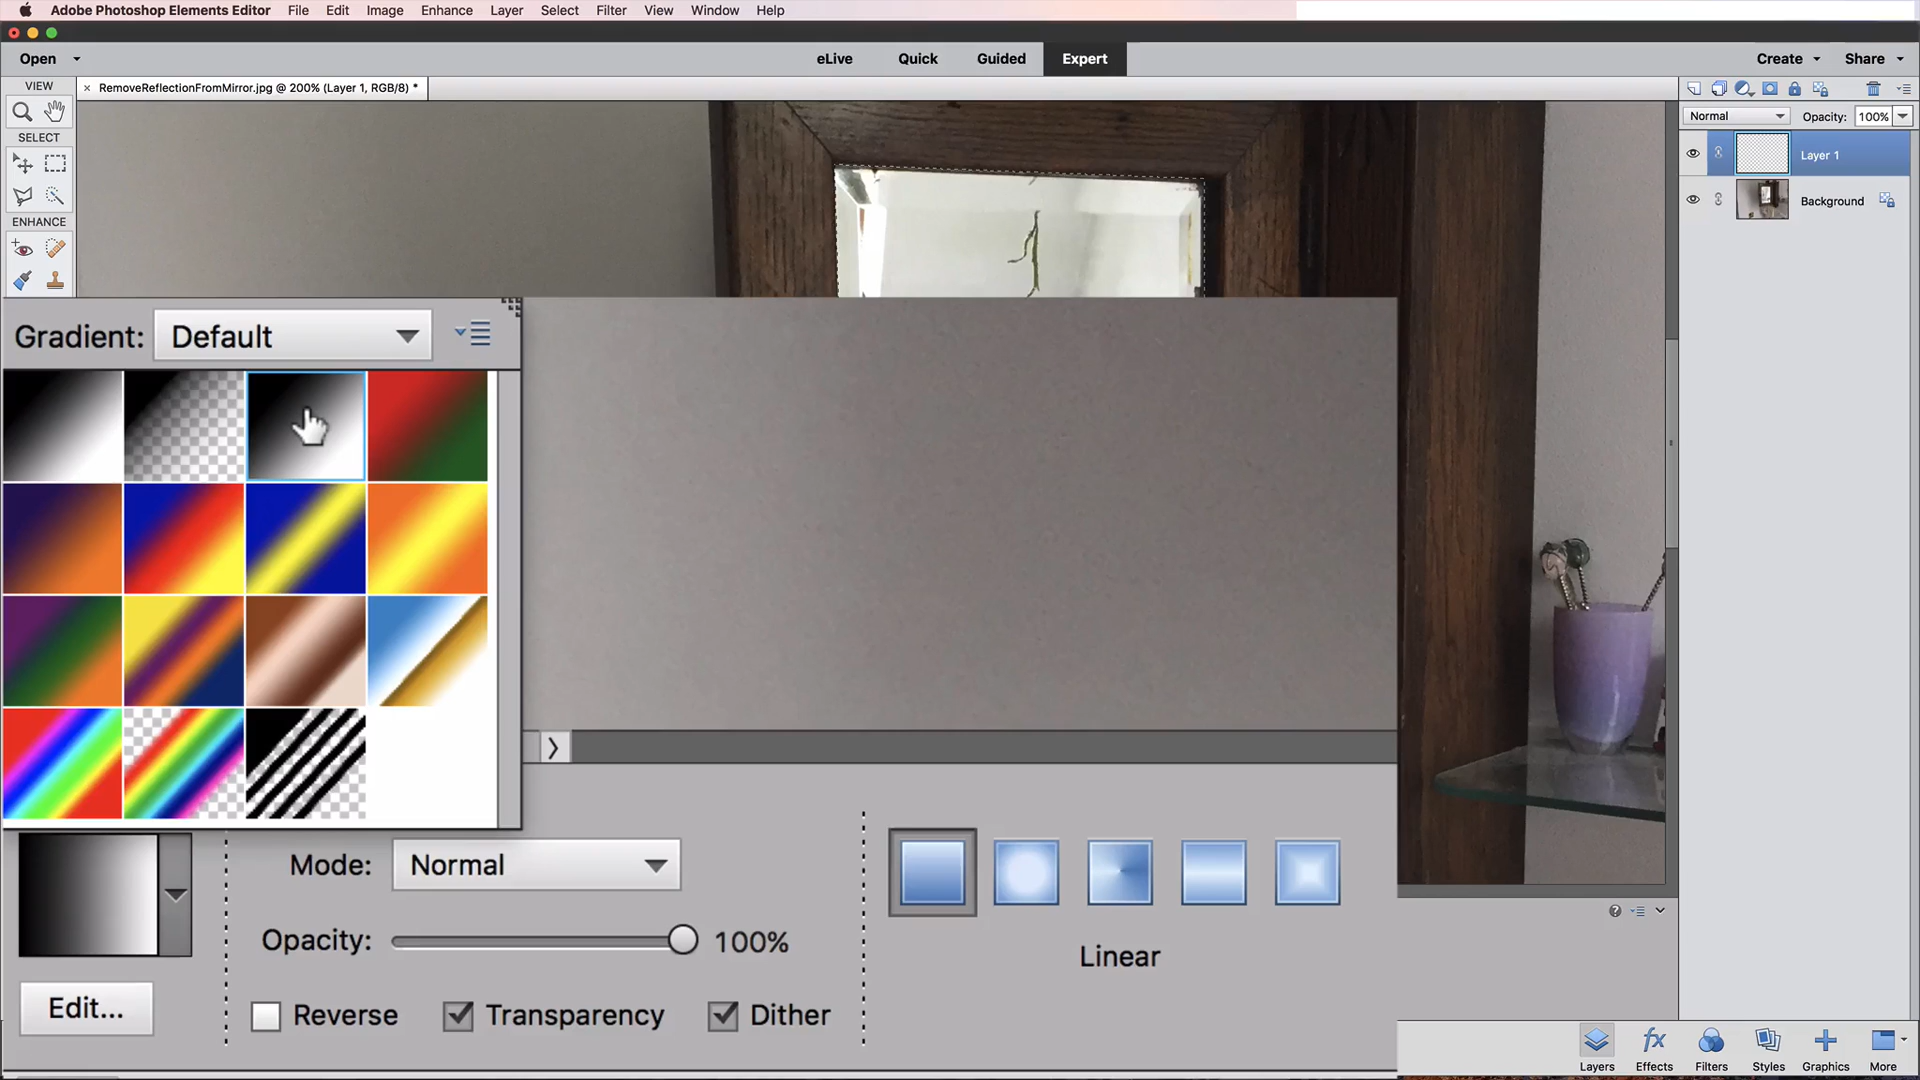 Adobe Photoshop Elements Editor File Edit Image Enhance Layer Select Filter View Window Help
Open eLive Quick Guided Expert Create Share
VIEW × RemoveReflectionFromMirror.jpg @ 200% (Layer 1, RGB/8) *
Normal Opacity: 100%
SELECT
Layer 1
Background
ENHANCE
Gradient: Default
Mode: Normal
Opacity: 100%
Linear
Edit... Reverse Transparency Dither
fx
Layers Effects Filters Styles Graphics More